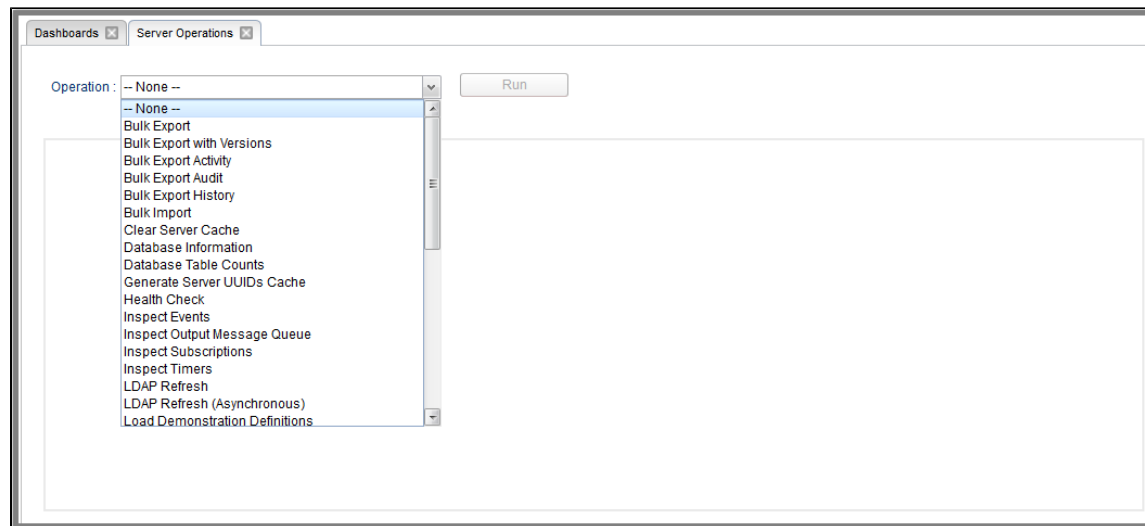 Dashboards
Server Operations
Operation : -- None --
Run
-- None --
Bulk Export
Bulk Export with Versions
Bulk Export Activity
Bulk Export Audit
Bulk Export History
Bulk Import
Clear Server Cache
Database Information
Database Table Counts
Generate Server UUIDs Cache
Health Check
Inspect Events
Inspect Output Message Queue
Inspect Subscriptions
Inspect Timers
LDAP Refresh
LDAP Refresh (Asynchronous)
Load Demonstration Definitions